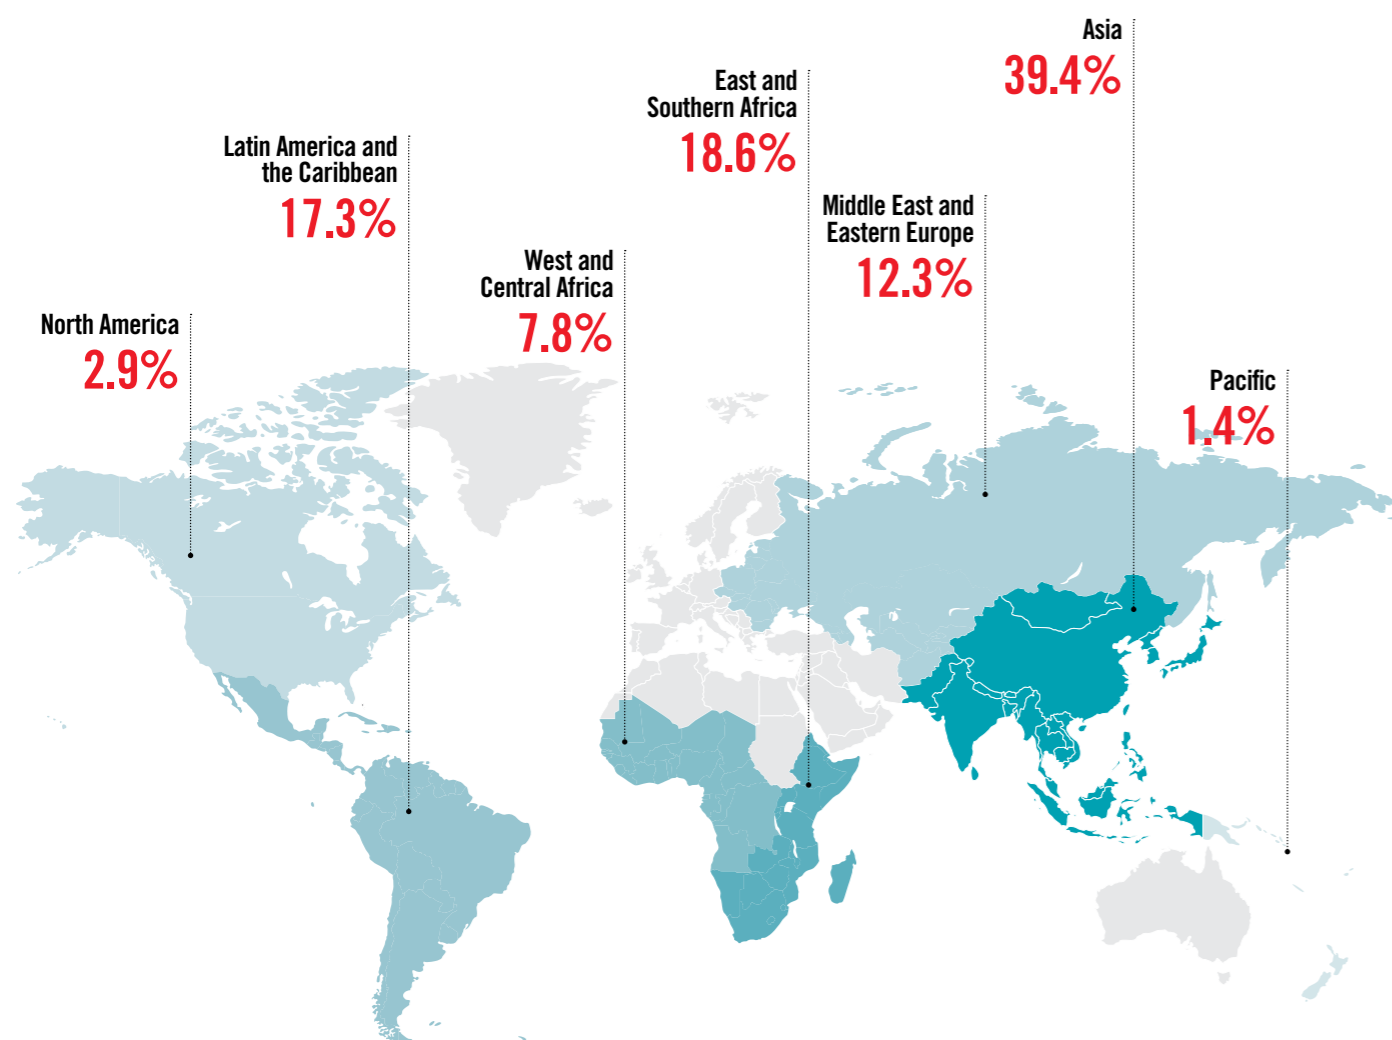 Asia
39.4%
East and
Southern Africa
18.6%
Latin America and
the Caribbean
17.3%
Middle East and
Eastern Europe
12.3%
West and
Central Africa
7.8%
North America
2.9%
Pacific
1.4%